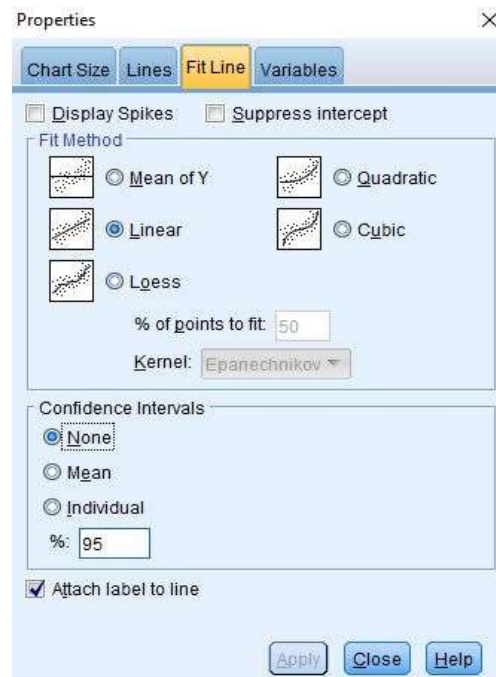 Properties
Chart Size Lines Fit Line Variables
Display Spikes Suppress intercept
Fit Method
Mean of Y Quadratic
Linear Cubic
Loess
% of points to fit: 50
Kernel: Epanechnikov
Confidence Intervals
None
Mean
Individual
%: 95
Attach label to line
Apply Close Help